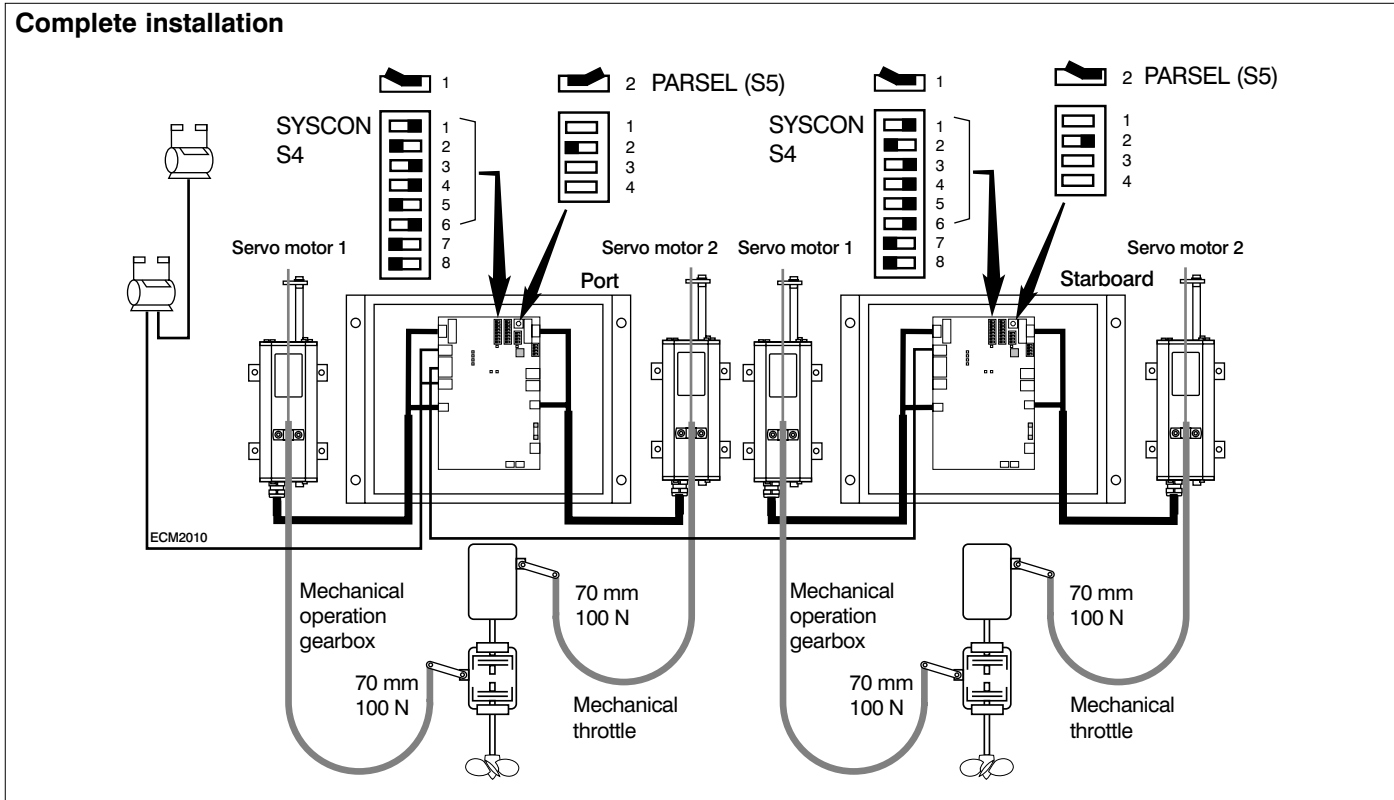 Complete installation
1
2 PARSEL (S5)
SYSCON
S4
1
2
3
4
5
6
7
8
1
2
3
4
1
2 PARSEL (S5)
SYSCON
S4
1
2
3
4
5
6
7
8
1
2
3
4
Servo motor 1
Port
Servo motor 2
Servo motor 1
Starboard
Servo motor 2
ECM2010
Mechanical
operation
gearbox
70 mm
100 N
70 mm
100 N
Mechanical
throttle
Mechanical
operation
gearbox
70 mm
100 N
70 mm
100 N
Mechanical
throttle